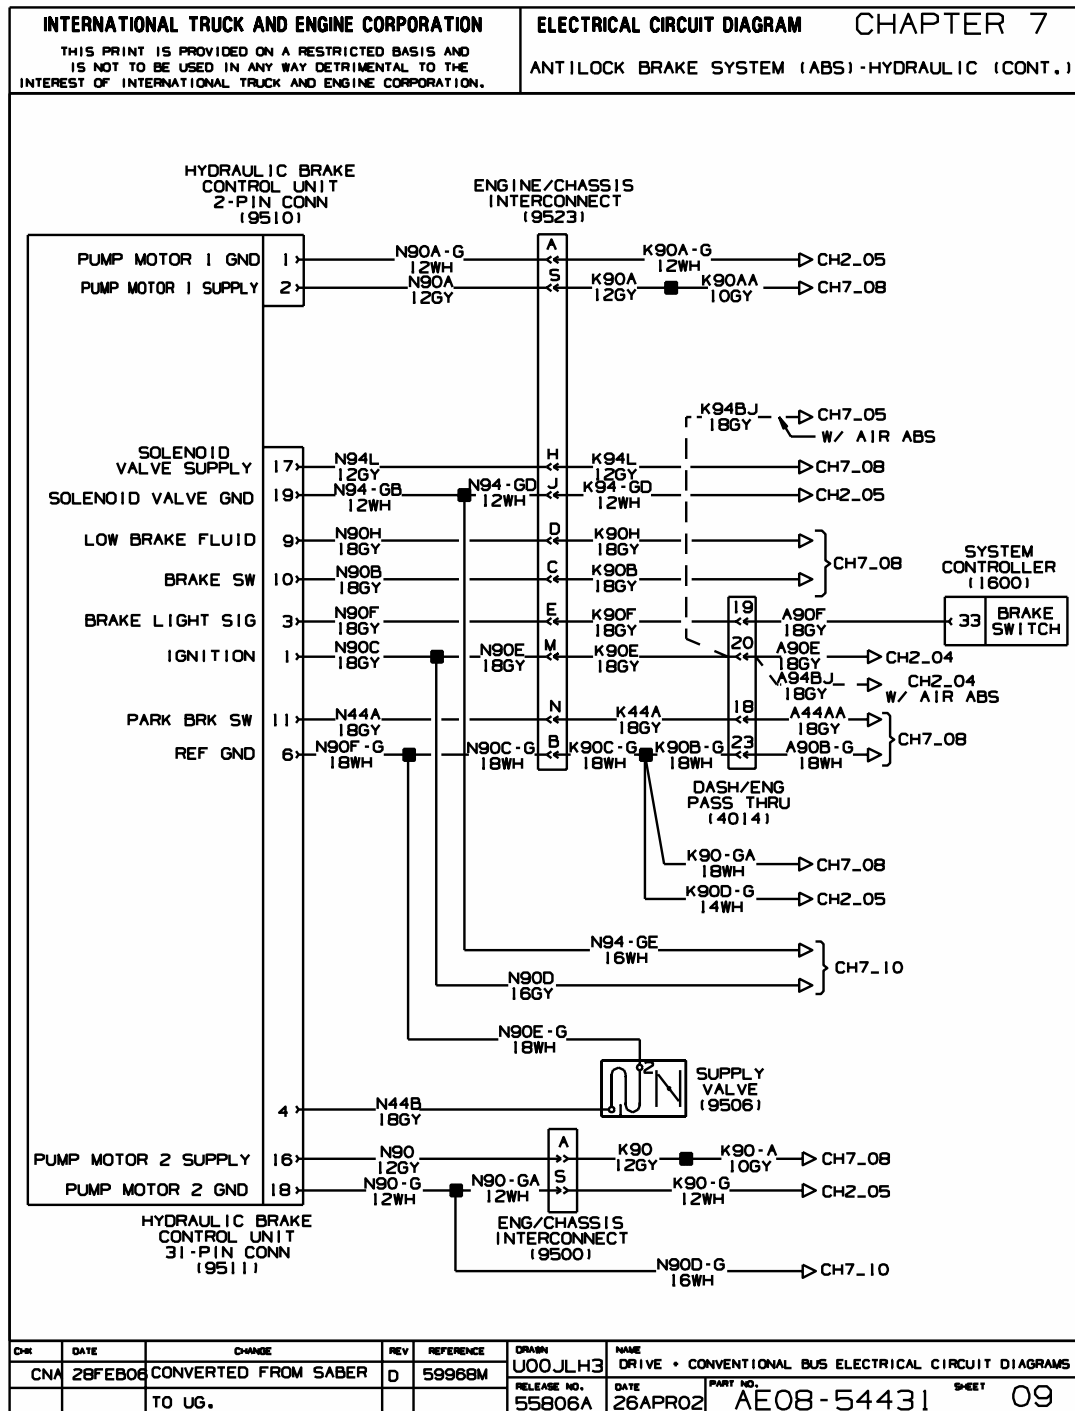 INTERNATIONAL TRUCK AND ENGINE CORPORATION
THIS PRINT IS PROVIDED ON A RESTRICTED BASIS AND
IS NOT TO BE USED IN ANY WAY DETRIMENTAL TO THE
INTEREST OF INTERNATIONAL TRUCK AND ENGINE CORPORATION.
ELECTRICAL CIRCUIT DIAGRAM CHAPTER 7
ANTILOCK BRAKE SYSTEM (ABS)-HYDRAULIC (CONT.)
HYDRAULIC BRAKE
CONTROL UNIT
2-PIN CONN
(9510)
ENGINE/CHASSIS
INTERCONNECT
(9523)
PUMP MOTOR 1 GND 1 N90A-G A K90A-G CH2_05
12WH 12WH
PUMP MOTOR 1 SUPPLY 2 N90A S K90A K90AA CH7_08
12GY 12GY 10GY
K94BJ CH7_05
18GY W/ AIR ABS
SOLENOID
VALVE SUPPLY 17 N94L H K94L CH7_08
12GY 12GY
SOLENOID VALVE GND 19 N94-GB N94-GD J K94-GD CH2_05
12WH 12WH 12WH
LOW BRAKE FLUID 9 N90H D K90H
18GY 18GY
CH7_08
BRAKE SW 10 N90B C K90B
18GY 18GY
SYSTEM
CONTROLLER
(1600)
BRAKE LIGHT SIG 3 N90F E K90F 19 A90F 33 BRAKE
SWITCH
18GY 18GY 18GY
IGNITION 1 N90C N90E M K90E 20 A90E CH2_04
18GY 18GY 18GY 18GY
A94BJ CH2_04
18GY W/ AIR ABS
PARK BRK SW 11 N44A N K44A 18 A44AA
18GY 18GY 18GY
CH7_08
REF GND 6 N90F-G N90C-G B K90C-G K90B-G 23 A90B-G
18WH 18WH 18WH 18WH 18WH
DASH/ENG
PASS THRU
(4014)
K90-GA CH7_08
18WH
K90D-G CH2_05
14WH
N94-GE
16WH
CH7_10
N90D
16GY
N90E-G
18WH
2
1
SUPPLY
VALVE
(9506)
4 N44B
18GY
PUMP MOTOR 2 SUPPLY 16 N90 A K90 K90-A CH7_08
12GY 12GY 10GY
PUMP MOTOR 2 GND 18 N90-G N90-GA S K90-G CH2_05
12WH 12WH 12WH
HYDRAULIC BRAKE
CONTROL UNIT
31-PIN CONN
(9511)
ENG/CHASSIS
INTERCONNECT
(9500)
N90D-G CH7_10
16WH
CHK DATE CHANGE REV REFERENCE
CNA 28FEB06 CONVERTED FROM SABER D 59968M
TO UG.
DRAWN U00JLH3
NAME DRIVE + CONVENTIONAL BUS ELECTRICAL CIRCUIT DIAGRAMS
RELEASE NO. 55806A
DATE 26APR02
PART NO. AE08-54431
SHEET 09